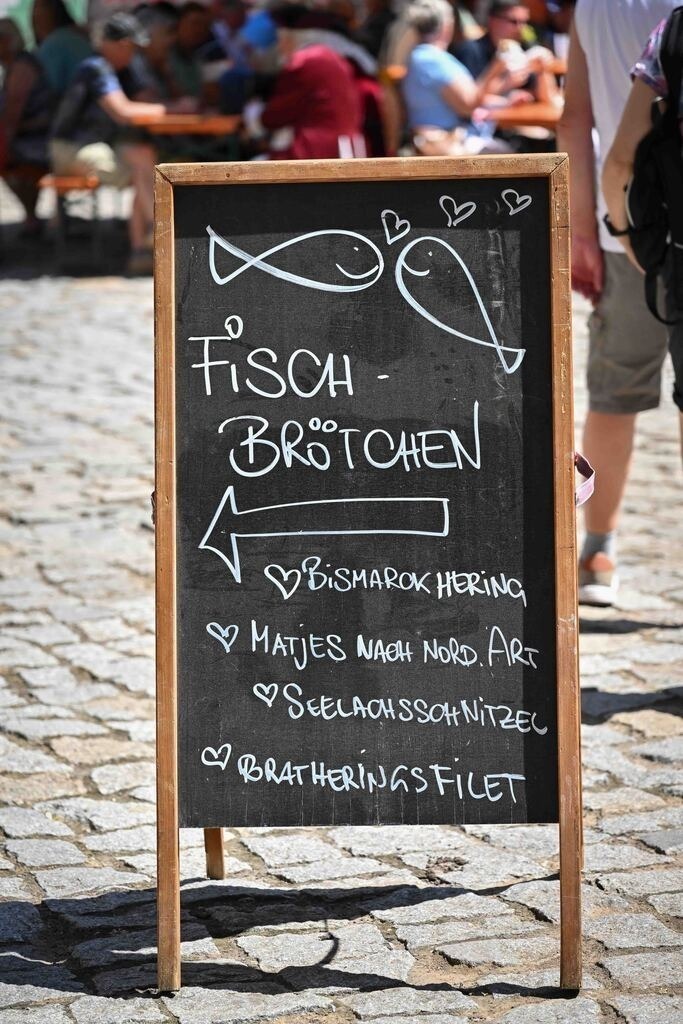 FISCH -
BRÖTCHEN
BISMARCKHERING
MATJES NACH NORD. ART
SEELACHSSCHNITZEL
BRATHERINGSFILET